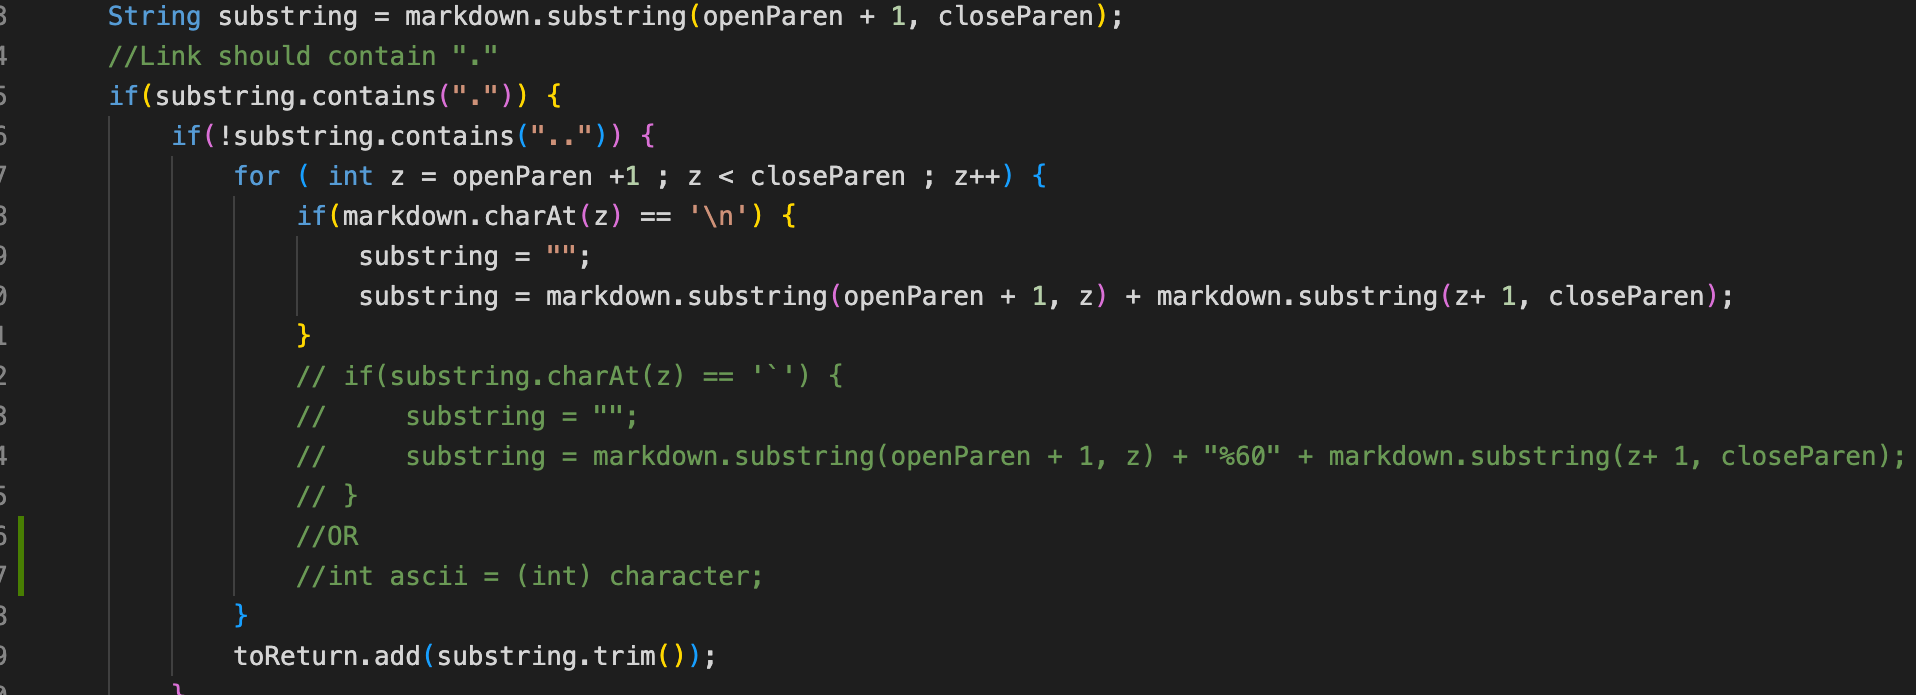 3 String substring = markdown.substring(openParen + 1, closeParen);
4 //Link should contain "."
5 if(substring.contains(".")) {
6 if(!substring.contains("..")) {
7 for ( int z = openParen +1 ; z < closeParen ; z++) {
8 if(markdown.charAt(z) == '\n') {
9 substring = "";
0 substring = markdown.substring(openParen + 1, z) + markdown.substring(z+ 1, closeParen);
1 }
2 // if(substring.charAt(z) == '`') {
3 //     substring = "";
4 //     substring = markdown.substring(openParen + 1, z) + "%60" + markdown.substring(z+ 1, closeParen);
5 // }
6 //OR
7 //int ascii = (int) character;
8 }
9 toReturn.add(substring.trim());
0 }